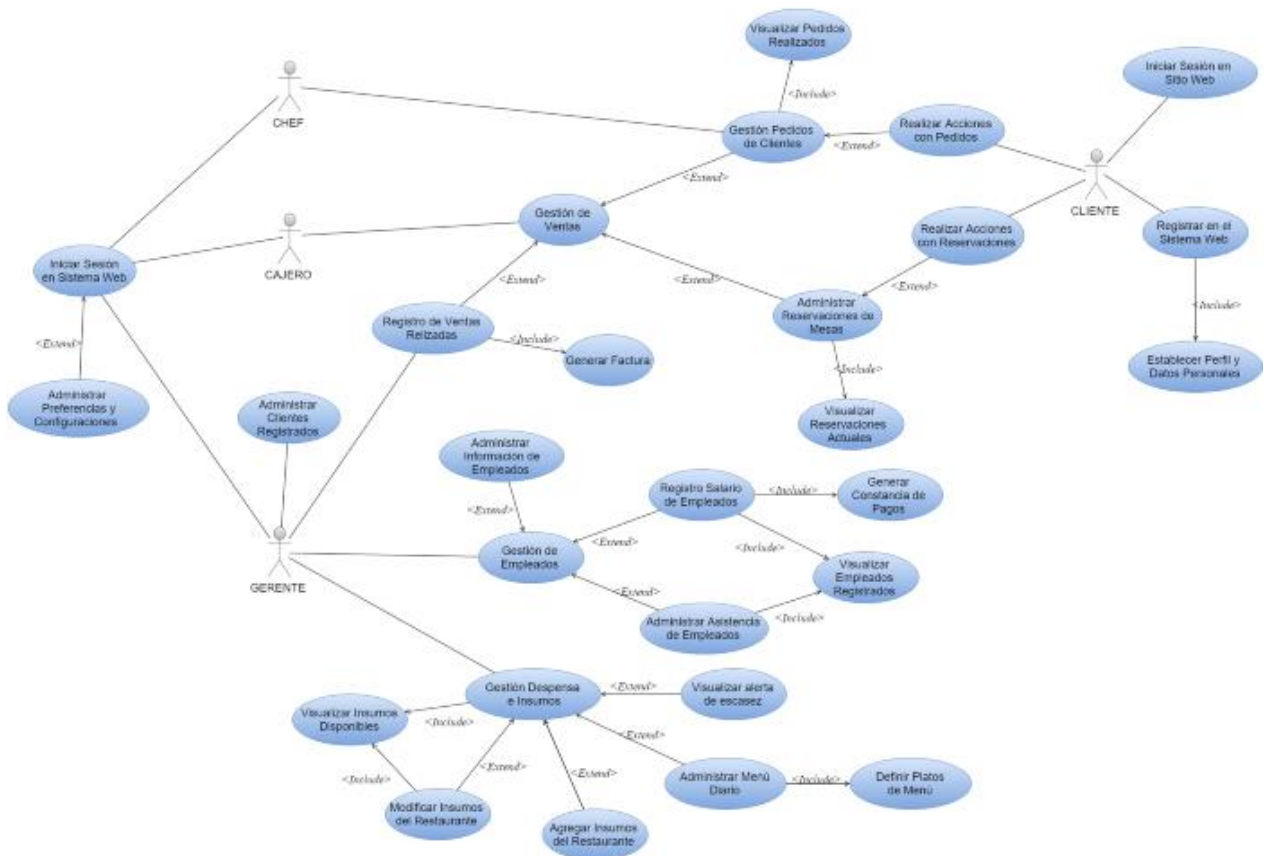 Visualizar Pedidos
Realizados
Iniciar Sesión en
Sitio Web
<Include>
CHEF
Gestión Pedidos
de Clientes
<Extend>
Realizar Acciones
con Pedidos
<Extend>
CLIENTE
Gestión de
Ventas
CAJERO
Iniciar Sesión
en Sistema Web
Realizar Acciones
con Reservaciones
Registrar en el
Sistema Web
<Extend>
<Extend>
<Extend>
<Include>
<Extend>
Registro de Ventas
Relizadas
<Include>
Generar Factura
Administrar
Reservaciones de
Mesas
<Include>
Establecer Perfil y
Datos Personales
Administrar
Preferencias y
Configuraciones
Administrar
Clientes
Registrados
Visualizar
Reservaciones
Actuales
Administrar
Información de
Empleados
Registro Salario
de Empleados
<Include>
Generar
Constancia de
Pagos
<Extend>
<Extend>
<Include>
GERENTE
Gestión de
Empleados
Visualizar
Empleados
Registrados
<Extend>
Administrar Asistencia
de Empleados
<Include>
Gestión Despensa
e Insumos
<Extend>
Visualizar alerta
de escasez
Visualizar Insumos
Disponibles
<Include>
<Extend>
<Include>
<Extend>
<Extend>
Administrar Menú
Diario
<Include>
Definir Platos
de Menú
Modificar Insumos
del Restaurante
Agregar Insumos
del Restaurante